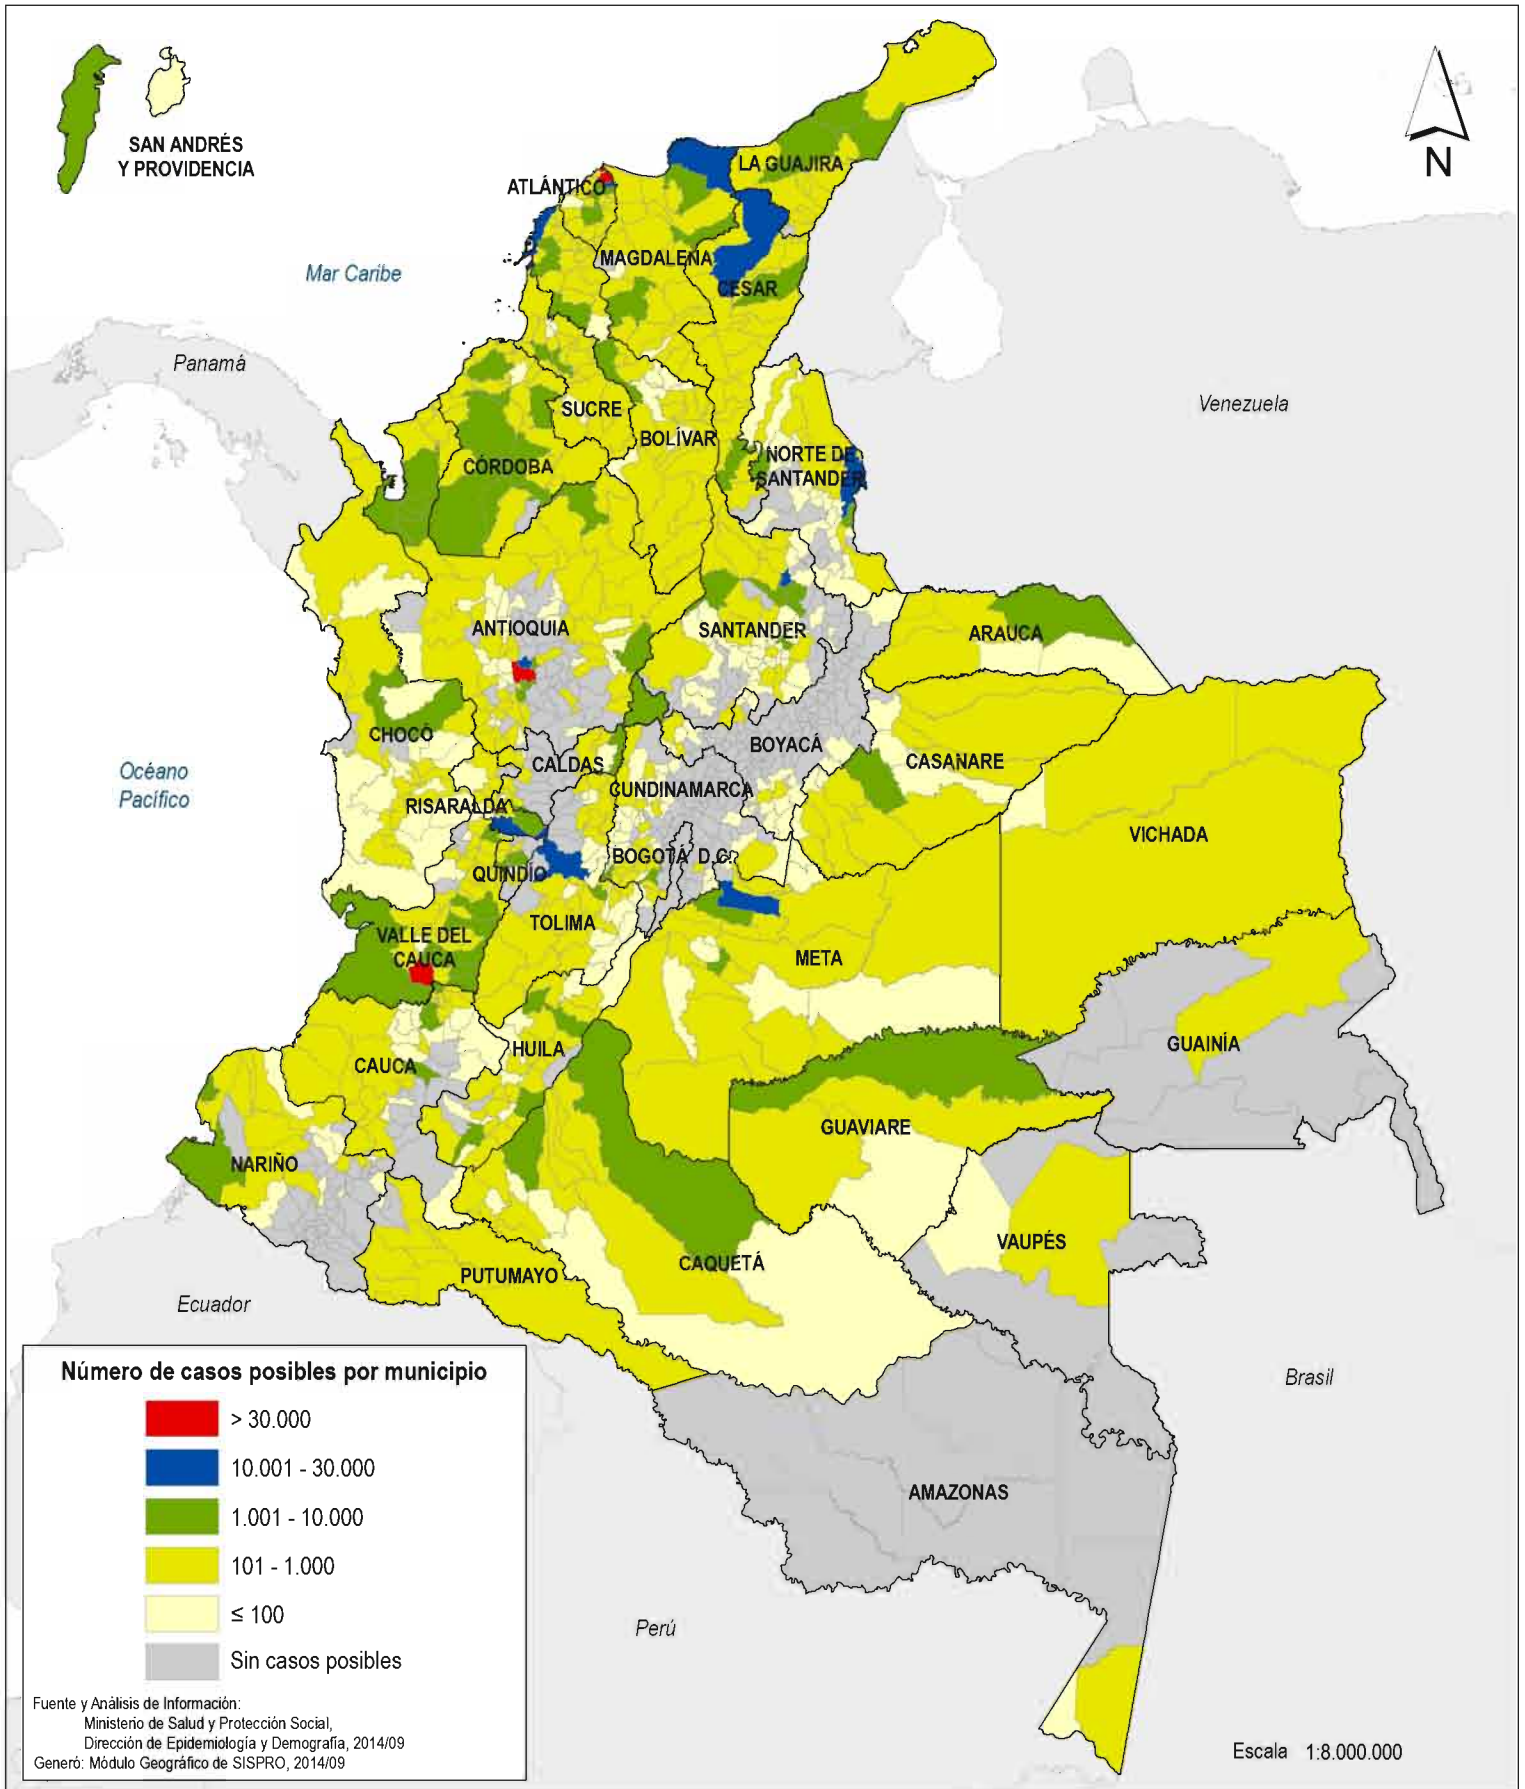 SAN ANDRÉS
Y PROVIDENCIA
N
LA GUAJIRA
ATLÁNTICO
MAGDALENA
Mar Caribe
CESAR
Panamá
Venezuela
SUCRE
BOLÍVAR
NORTE DE
SANTANDER
CÓRDOBA
ANTIOQUIA
SANTANDER
ARAUCA
CHOCÓ
BOYACÁ
CALDAS
CASANARE
Océano
Pacífico
CUNDINAMARCA
RISARALDA
VICHADA
BOGOTÁ D.C.
QUINDÍO
TOLIMA
VALLE DEL
CAUCA
META
GUAINÍA
HUILA
CAUCA
GUAVIARE
NARIÑO
VAUPÉS
CAQUETÁ
PUTUMAYO
Ecuador
Brasil
Número de casos posibles por municipio
> 30.000
10.001 - 30.000
1.001 - 10.000
101 - 1.000
≤ 100
Sin casos posibles
AMAZONAS
Perú
Fuente y Análisis de Información:
Ministerio de Salud y Protección Social,
Dirección de Epidemiología y Demografía, 2014/09
Generó: Módulo Geográfico de SISPRO, 2014/09
Escala 1:8.000.000